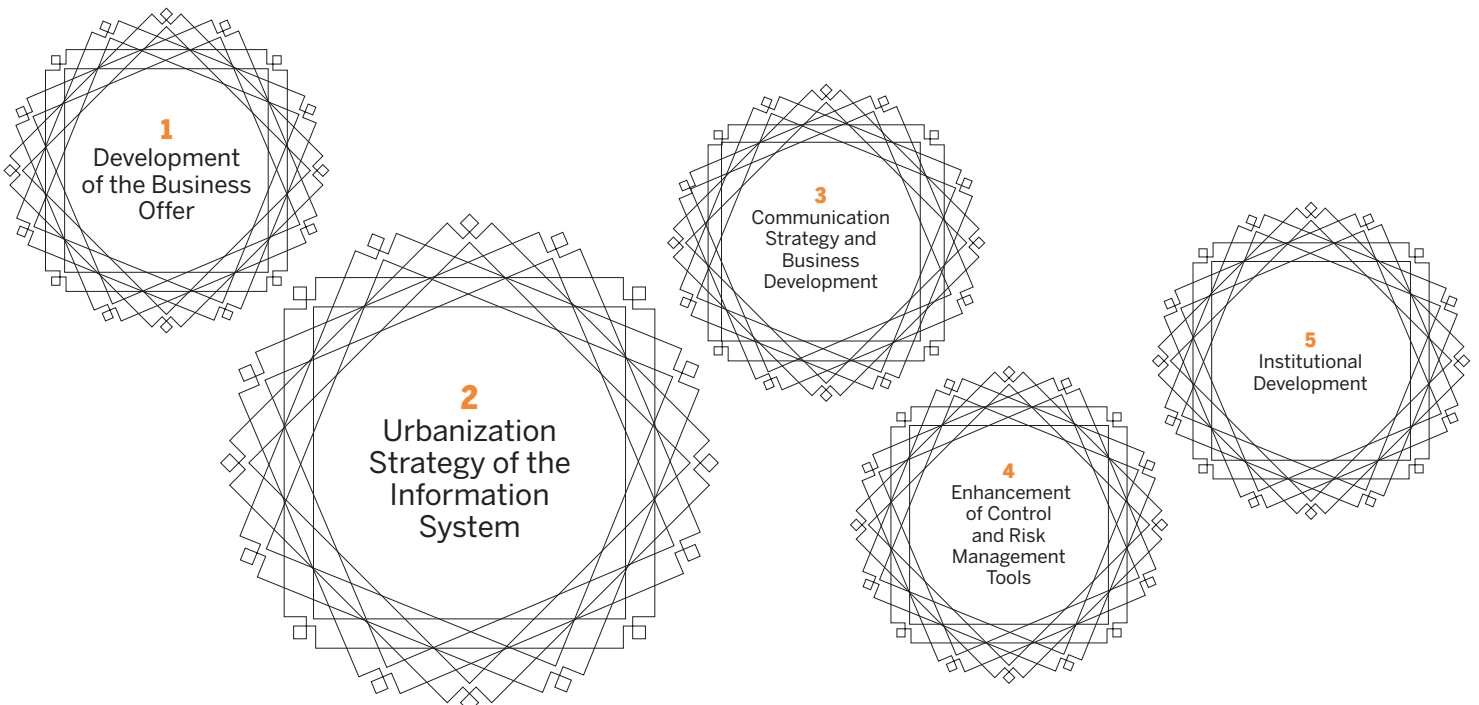 1
Development
of the Business
Offer
2
Urbanization
Strategy of the
Information
System
3
Communication
Strategy and
Business
Development
4
Enhancement
of Control
and Risk
Management
Tools
5
Institutional
Development